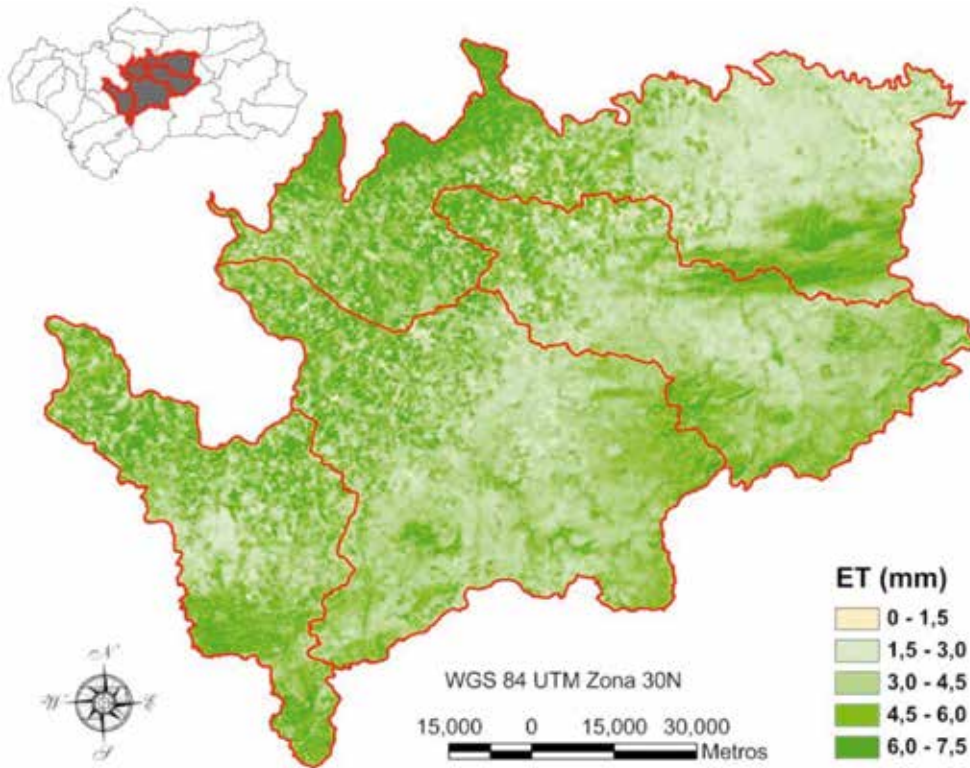 ET (mm)
0 - 1,5
1,5 - 3,0
3,0 - 4,5
4,5 - 6,0
6,0 - 7,5
WGS 84 UTM Zona 30N
15,000 0 15,000 30,000
Metros
N
W E
S